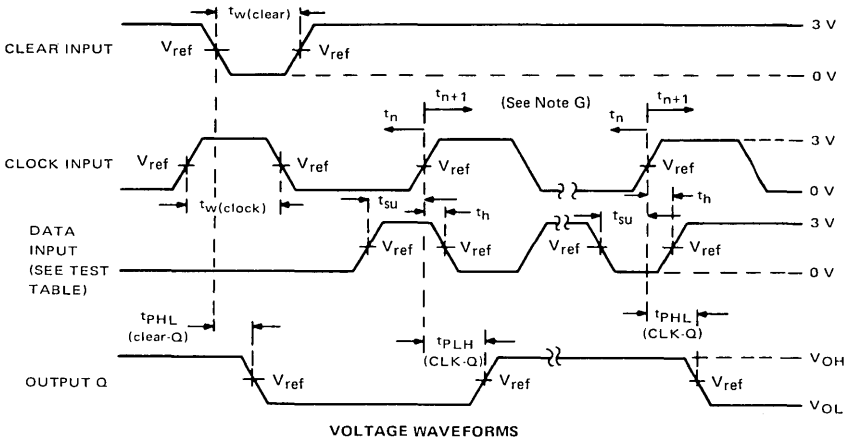 tw(clear)
CLEAR INPUT
Vref
Vref
3 V
0 V
tn
tn+1
(See Note G)
tn
tn+1
CLOCK INPUT
Vref
Vref
Vref
Vref
3 V
0 V
tw(clock)
tsu
th
tsu
th
DATA
INPUT
(SEE TEST
TABLE)
Vref
Vref
Vref
Vref
3 V
0 V
tPHL
(clear-Q)
tPLH
(CLK-Q)
tPHL
(CLK-Q)
OUTPUT Q
Vref
Vref
Vref
VOH
VOL
VOLTAGE WAVEFORMS